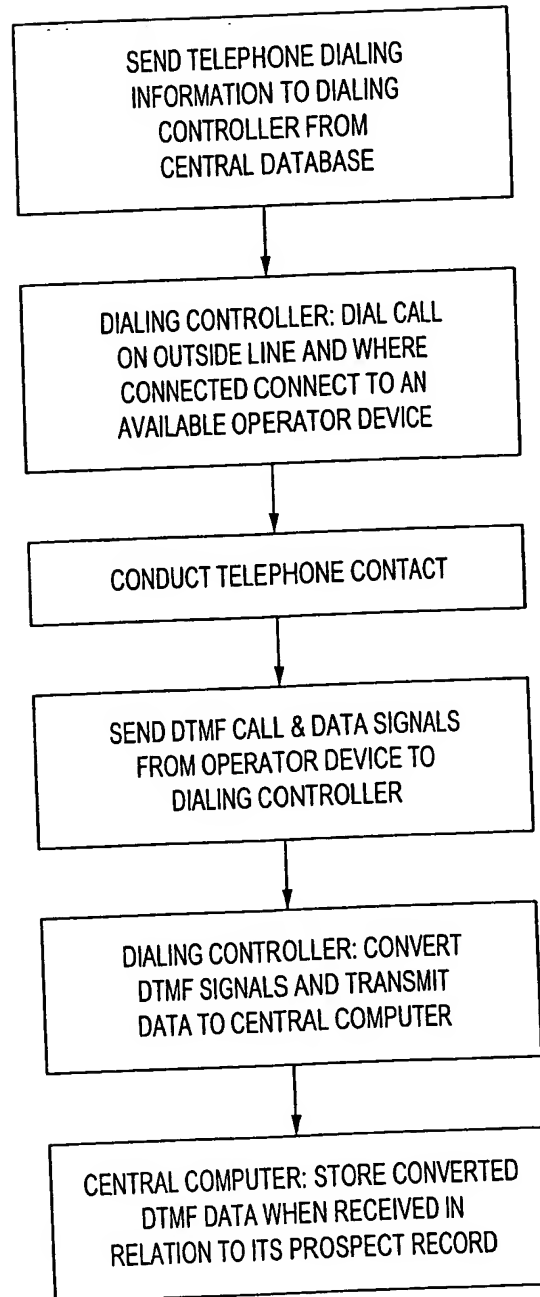 SEND TELEPHONE DIALING
INFORMATION TO DIALING
CONTROLLER FROM
CENTRAL DATABASE
DIALING CONTROLLER: DIAL CALL
ON OUTSIDE LINE AND WHERE
CONNECTED CONNECT TO AN
AVAILABLE OPERATOR DEVICE
CONDUCT TELEPHONE CONTACT
SEND DTMF CALL & DATA SIGNALS
FROM OPERATOR DEVICE TO
DIALING CONTROLLER
DIALING CONTROLLER: CONVERT
DTMF SIGNALS AND TRANSMIT
DATA TO CENTRAL COMPUTER
CENTRAL COMPUTER: STORE CONVERTED
DTMF DATA WHEN RECEIVED IN
RELATION TO ITS PROSPECT RECORD